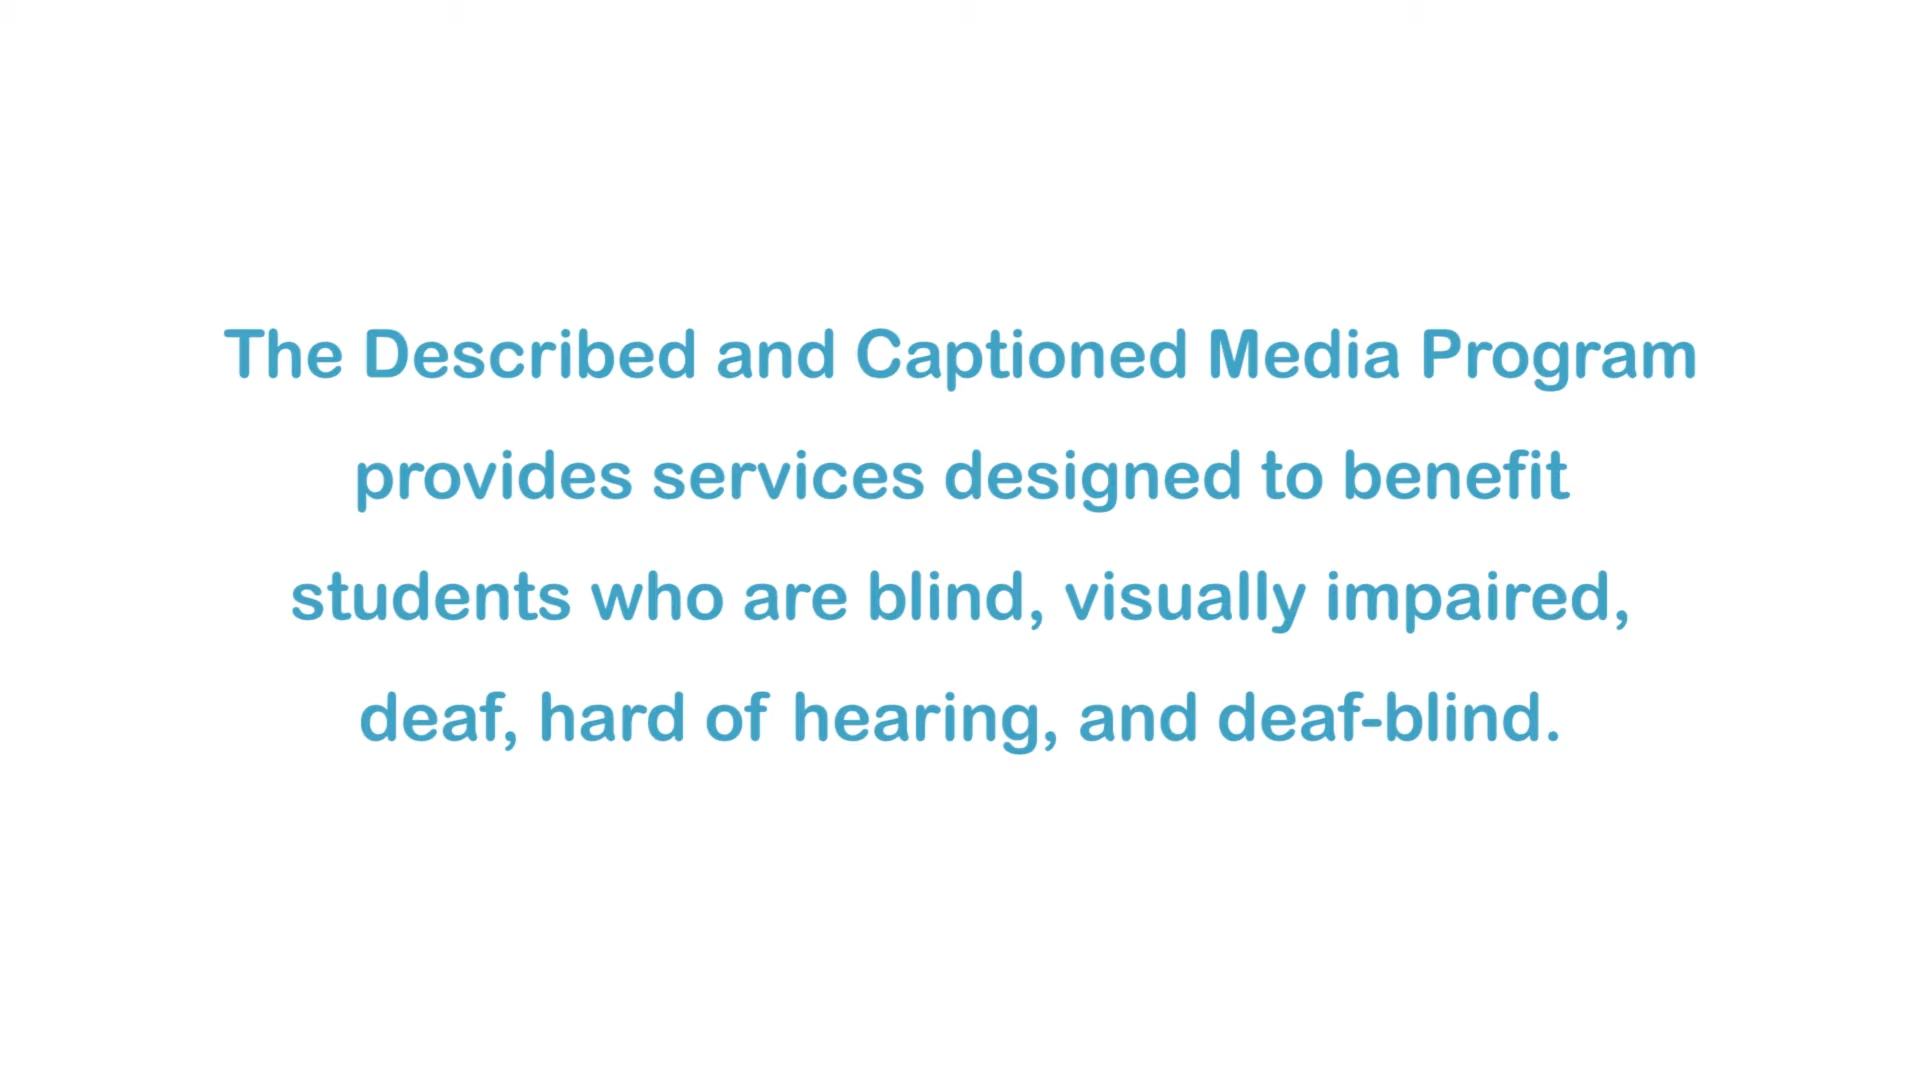 The Described and Captioned Media Program
provides services designed to benefit
students who are blind, visually impaired,
deaf, hard of hearing, and deaf-blind.